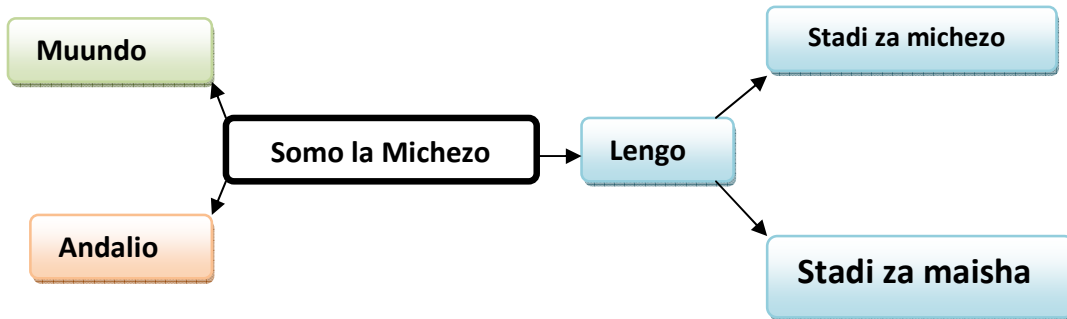 Muundo
Stadi za michezo
Somo la Michezo
Lengo
Andalio
Stadi za maisha